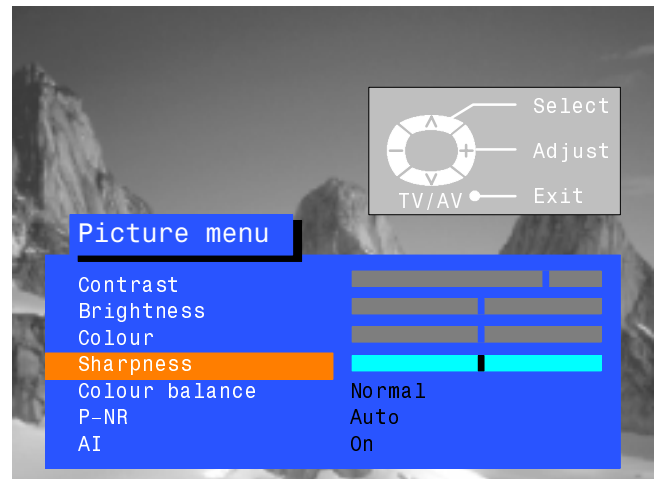 Select
Adjust
TV/AV Exit
Picture menu
Contrast
Brightness
Colour
Sharpness
Colour balance Normal
P-NR Auto
AI On